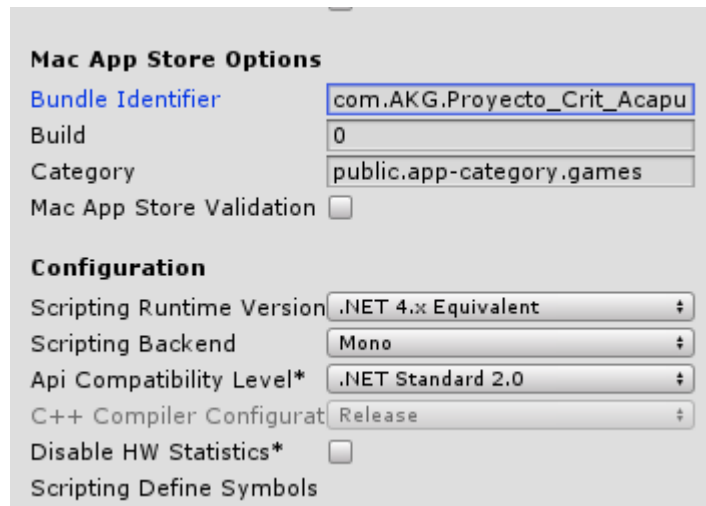 Mac App Store Options
Bundle Identifier com.AKG.Proyecto_Crit_Acapu
Build 0
Category public.app-category.games
Mac App Store Validation
Configuration
Scripting Runtime Version .NET 4.x Equivalent
Scripting Backend Mono
Api Compatibility Level* .NET Standard 2.0
C++ Compiler Configurat Release
Disable HW Statistics*
Scripting Define Symbols